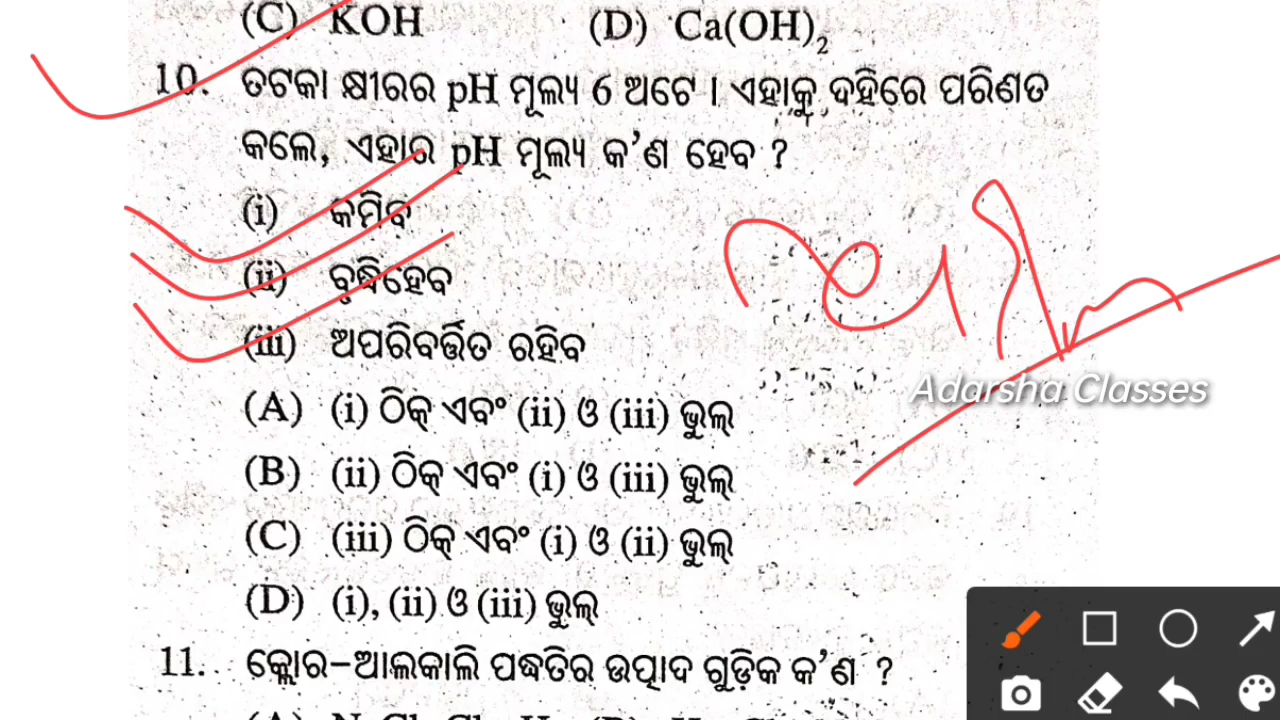 (C) KOH (D) Ca(OH)₂
10. ତଟକା କ୍ଷୀରର pH ମୂଲ୍ୟ 6 ଅଟେ । ଏହାକୁ ଦହିରେ ପରିଣତ
କଲେ, ଏହାର pH ମୂଲ୍ୟ କ'ଣ ହେବ ?
(i) କମିବ
(ii) ବୃଦ୍ଧିହେବ
(iii) ଅପରିବର୍ତ୍ତିତ ରହିବ
Adarsha Classes
(A) (i) ଠିକ୍ ଏବଂ (ii) ଓ (iii) ଭୁଲ୍
(B) (ii) ଠିକ୍ ଏବଂ (i) ଓ (iii) ଭୁଲ୍
(C) (iii) ଠିକ୍ ଏବଂ (i) ଓ (ii) ଭୁଲ୍
(D) (i), (ii) ଓ (iii) ଭୁଲ୍
11. କ୍ଲୋର-ଆଲକାଲି ପଦ୍ଧତିର ଉତ୍ପାଦ ଗୁଡ଼ିକ କ'ଣ ?